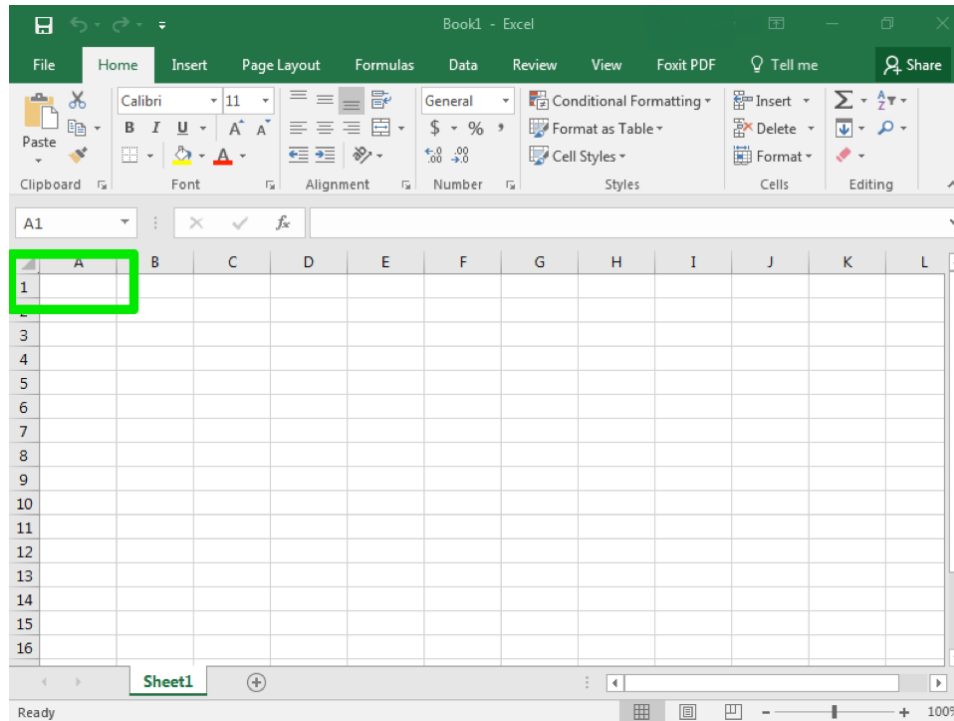 Book1 - Excel
File Home Insert Page Layout Formulas Data Review View Foxit PDF Tell me Share
Calibri 11 General Conditional Formatting Insert
Paste B I U A A $ % , Format as Table Delete
A Cell Styles Format
Clipboard Font Alignment Number Styles Cells Editing
A1 fx
A B C D E F G H I J K L
1
2
3
4
5
6
7
8
9
10
11
12
13
14
15
16
Sheet1
Ready 100%